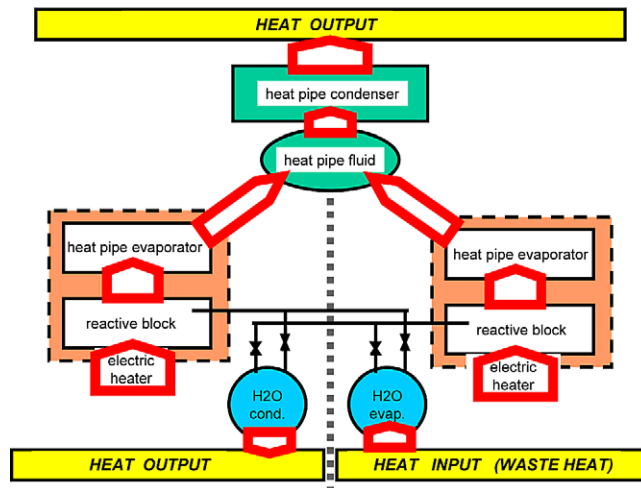 HEAT OUTPUT
heat pipe condenser
heat pipe fluid
heat pipe evaporator
heat pipe evaporator
reactive block
reactive block
electric
heater
electric
heater
H2O
cond.
H2O
evap.
HEAT OUTPUT
HEAT INPUT (WASTE HEAT)